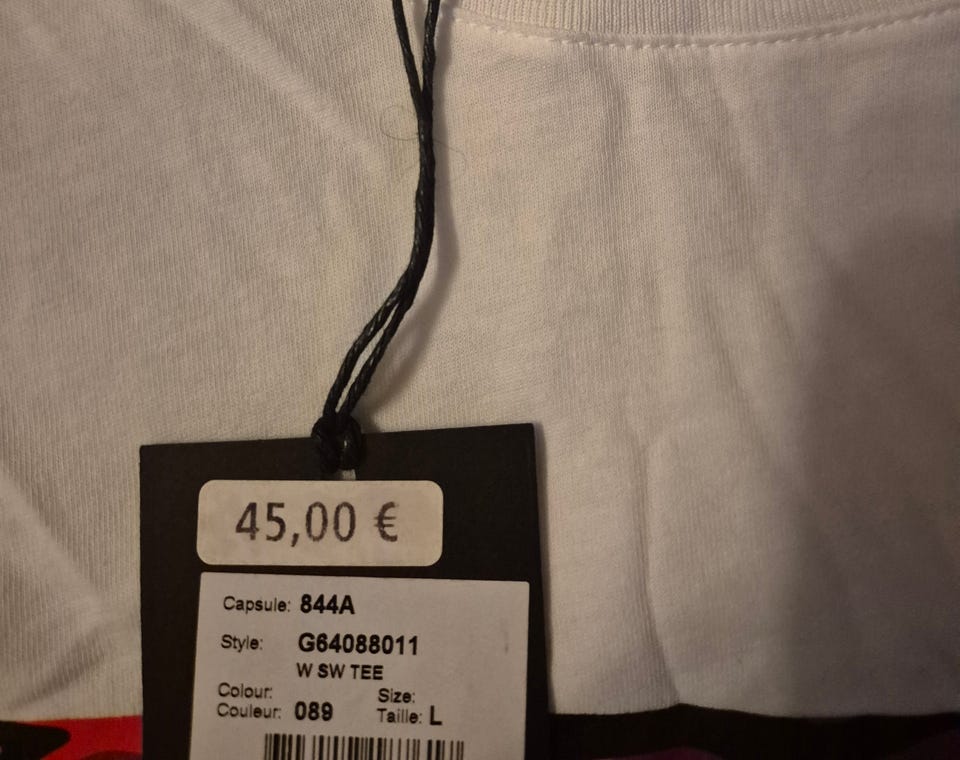 45,00 €
Capsule: 844A
Style: G64088011
W SW TEE
Colour: Size:
Couleur: 089 Taille: L